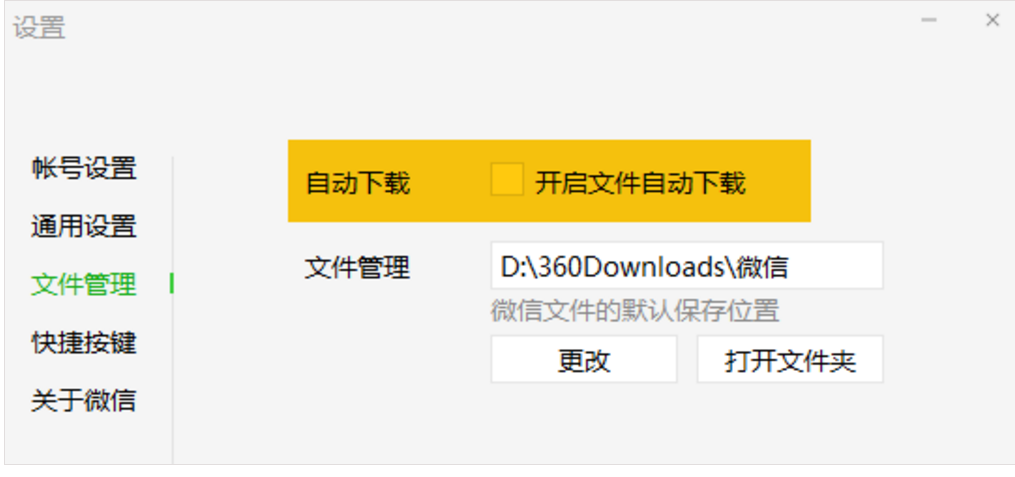 设置
帐号设置
通用设置
文件管理
快捷按键
关于微信
自动下载 开启文件自动下载
文件管理 D:\360Downloads\微信
微信文件的默认保存位置
更改 打开文件夹